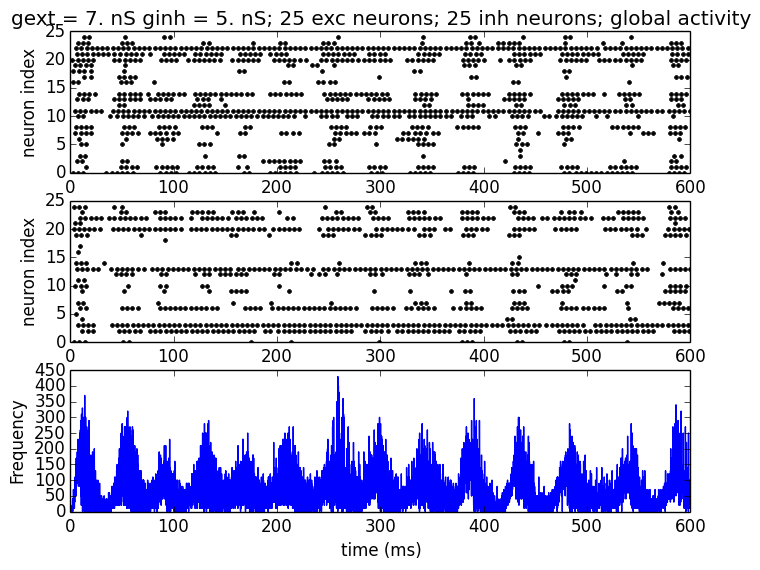 gext = 7. nS ginh = 5. nS; 25 exc neurons; 25 inh neurons; global activity
25
20
15
10
5
0
neuron index
0 100 200 300 400 500 600
25
20
15
10
5
0
neuron index
0 100 200 300 400 500 600
450
400
350
300
250
200
150
100
50
0
Frequency
0 100 200 300 400 500 600
time (ms)